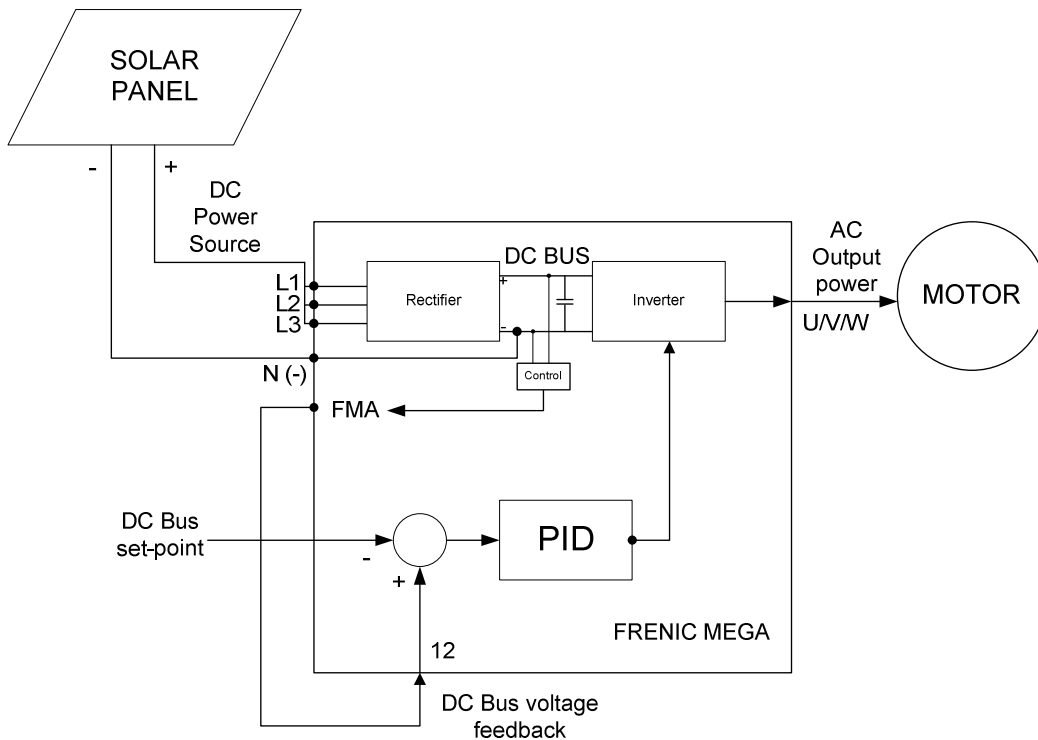 SOLAR
PANEL
-
+
DC
Power
Source
L1
L2
L3
N (-)
Rectifier
DC BUS
+
-
Inverter
Control
AC
Output
power
U/V/W
MOTOR
FMA
DC Bus
set-point
-
+
PID
12
FRENIC MEGA
DC Bus voltage
feedback